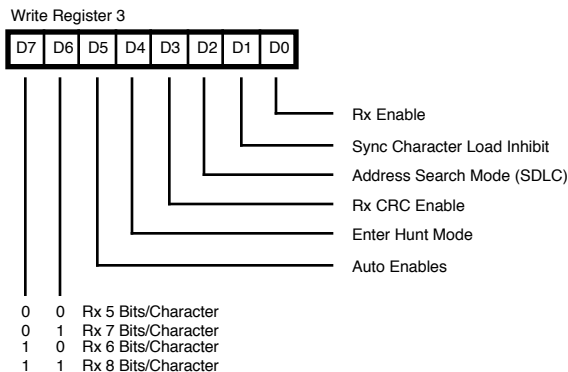 Write Register 3
D7 D6 D5 D4 D3 D2 D1 D0
Rx Enable
Sync Character Load Inhibit
Address Search Mode (SDLC)
Rx CRC Enable
Enter Hunt Mode
Auto Enables
0 0 Rx 5 Bits/Character
0 1 Rx 7 Bits/Character
1 0 Rx 6 Bits/Character
1 1 Rx 8 Bits/Character